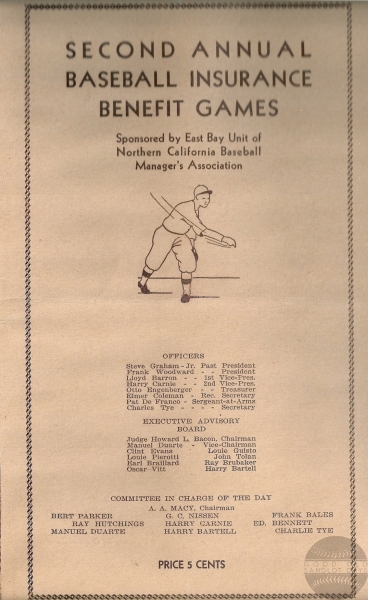 SECOND ANNUAL
BASEBALL INSURANCE
BENEFIT GAMES
Sponsored by East Bay Unit of
Northern California Baseball
Manager's Association
OFFICERS
Steve Graham - Jr. Past President
Frank Woodward - - President
Lloyd Barron - - 1st Vice-Pres.
Harry Carnie - - 2nd Vice-Pres.
Otto Engenberger - - Treasurer
Elmer Coleman - Rec. Secretary
Pat De Franco - Sergeant-at-Arms
Charles Tye - - - - Secretary
EXECUTIVE ADVISORY
BOARD
Judge Howard L. Bacon, Chairman
Manuel Duarte - Vice-Chairman
Clint Evans Louie Guisto
Louie Pierotti John Tolan
Earl Braillard Ray Brubaker
Oscar Vitt Harry Bartell
COMMITTEE IN CHARGE OF THE DAY
A. A. MACY, Chairman
BERT PARKER G. C. NISSEN FRANK BALES
RAY HUTCHINGS HARRY CARNIE ED. BENNETT
MANUEL DUARTE HARRY BARTELL CHARLIE TYE
PRICE 5 CENTS
GOOD OLD
SANDLOT DAYS